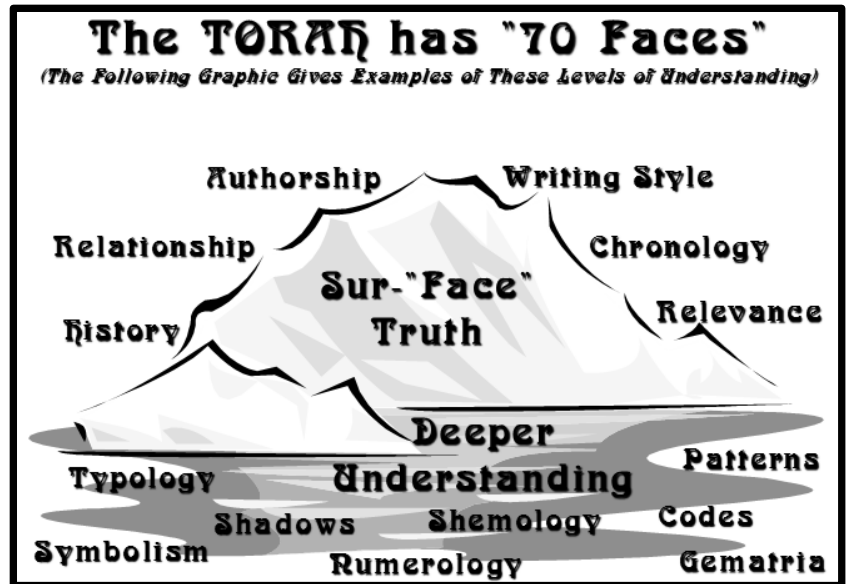 The TORAH has "70 Faces"
(The Following Graphic Gives Examples of These Levels of Understanding)
Authorship
Writing Style
Relationship
Chronology
Sur-"Face"
Truth
History
Relevance
Deeper
Understanding
Typology
Patterns
Shadows
Shemology
Codes
Symbolism
Numerology
Gematria